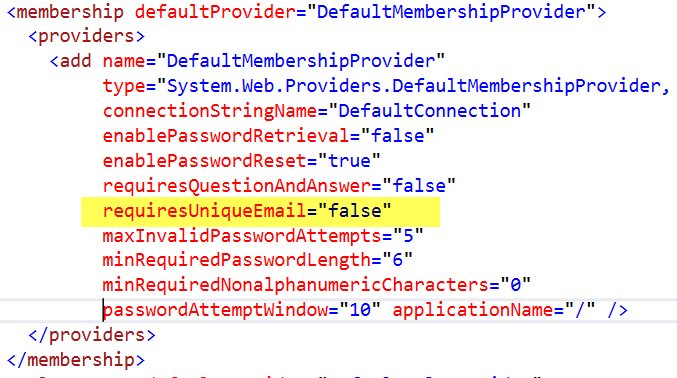 <membership defaultProvider="DefaultMembershipProvider">
<providers>
<add name="DefaultMembershipProvider"
type="System.Web.Providers.DefaultMembershipProvider,
connectionStringName="DefaultConnection"
enablePasswordRetrieval="false"
enablePasswordReset="true"
requiresQuestionAndAnswer="false"
requiresUniqueEmail="false"
maxInvalidPasswordAttempts="5"
minRequiredPasswordLength="6"
minRequiredNonalphanumericCharacters="0"
passwordAttemptWindow="10" applicationName="/" />
</providers>
</membership>